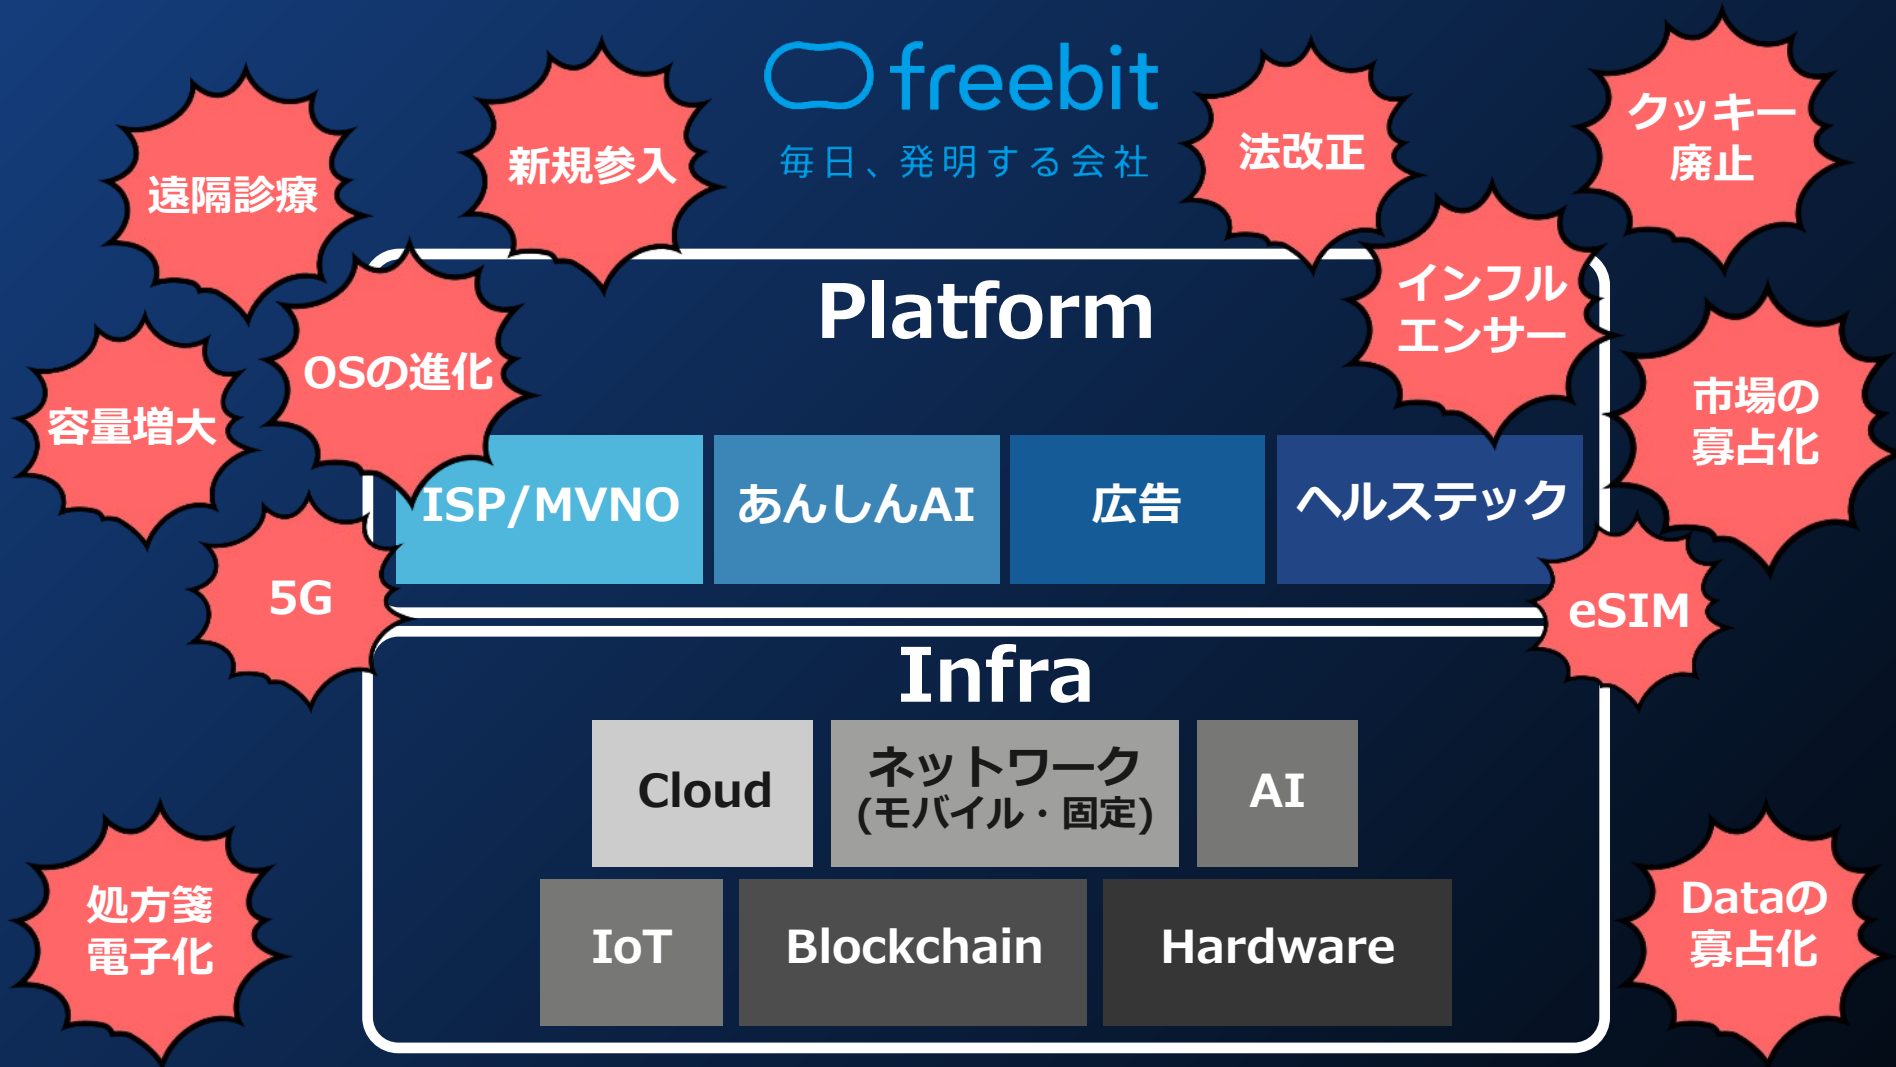 freebit
毎日、発明する会社
遠隔診療
新規参入
法改正
クッキー
廃止
OSの進化
インフル
エンサー
容量増大
市場の
寡占化
5G
eSIM
Platform
ISP/MVNO
あんしんAI
広告
ヘルステック
Infra
Cloud
ネットワーク
(モバイル・固定)
AI
IoT
Blockchain
Hardware
処方箋
電子化
Dataの
寡占化